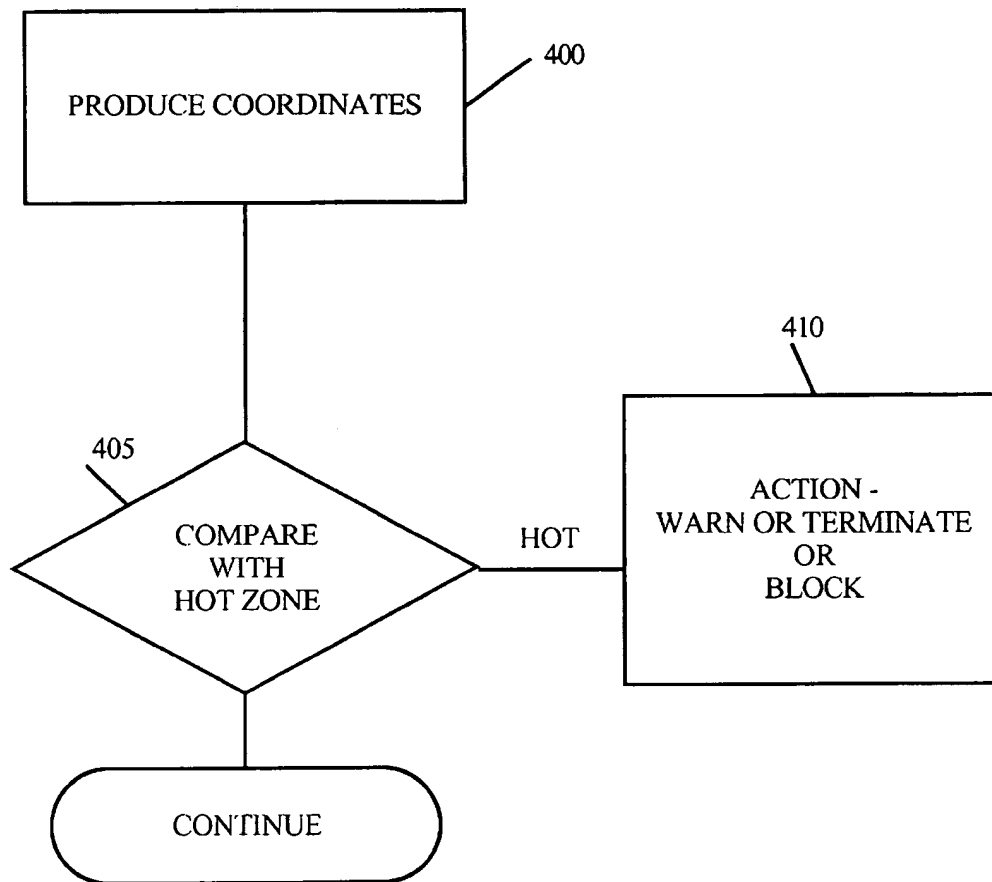 PRODUCE COORDINATES
400
405
COMPARE
WITH
HOT ZONE
HOT
410
ACTION -
WARN OR TERMINATE
OR
BLOCK
CONTINUE